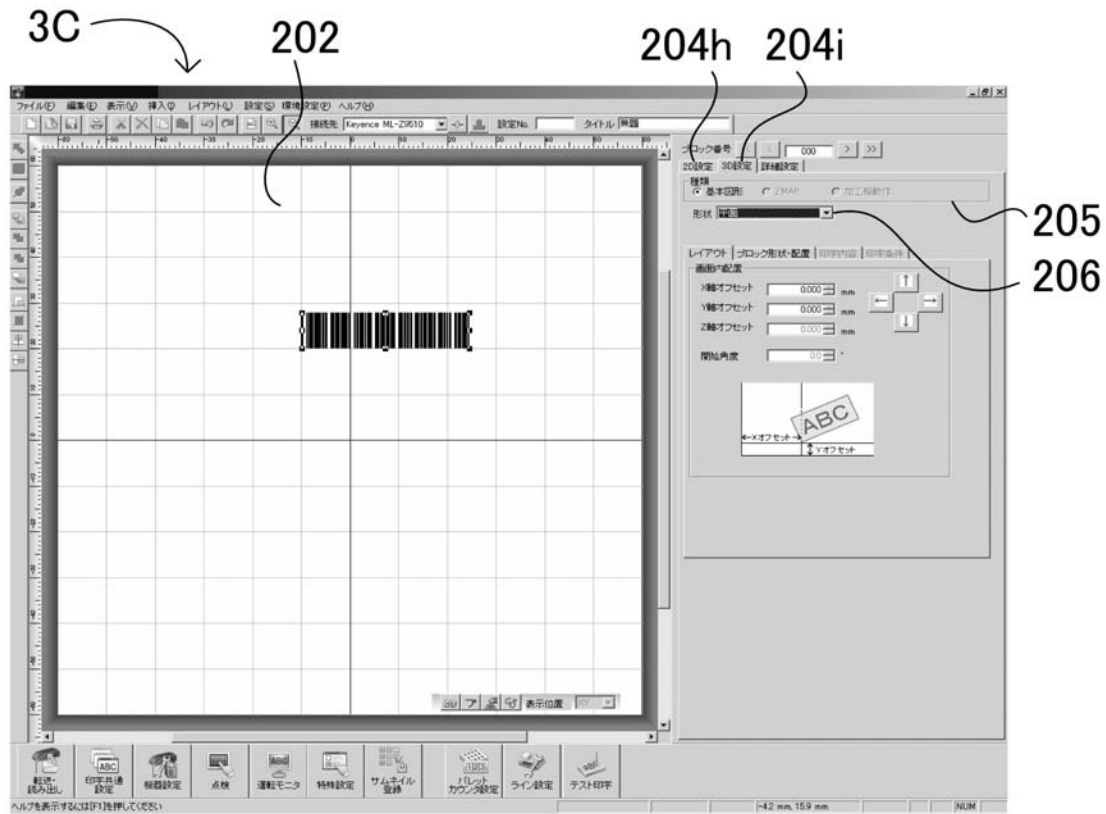 3C
202
204h 204i
ファイル(F) 編集(E) 表示(V) 挿入(I) レイアウト(L) 設定(S) 環境設定(P) ヘルプ(H)
接続先 Keyence ML-Z9510 設定No. タイトル 無題
ブロック番号 000
2D設定 3D設定 詳細設定
種類
基本図形 ZMAP 加工機動作
205
形状 平面
206
レイアウト ブロック形状・配置 印字内容 印字条件
画面内配置
X軸オフセット 0.000 mm
Y軸オフセット 0.000 mm
Z軸オフセット 0.000 mm
開始角度 0.0 °
ABC
Xオフセット
Yオフセット
3D 表示位置 XY
転送・読み出し
印字共通設定
機器設定
点検
運転モニタ
特殊設定
サムネイル登録
パレットカウンタ設定
ライン設定
テスト印字
ヘルプを表示するには[F1]を押してください
-4.2 mm, 15.9 mm
NUM